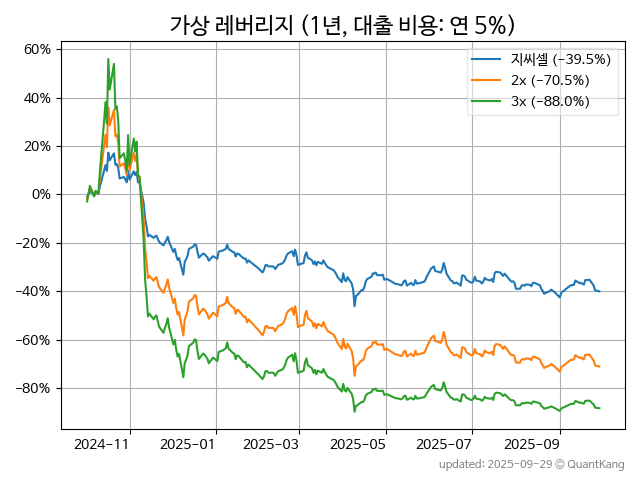 가상 레버리지 (1년, 대출 비용: 연 5%)
60%
40%
20%
0%
−20%
−40%
−60%
−80%
지씨셀 (-39.5%)
2x (-70.5%)
3x (-88.0%)
2024-11
2025-01
2025-03
2025-05
2025-07
2025-09
updated: 2025-09-29 © QuantKang